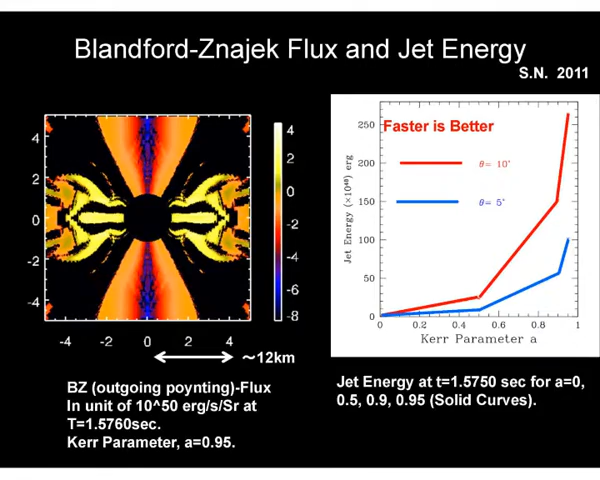 Blandford-Znajek Flux and Jet Energy
S.N. 2011
4
2
0
-2
-4
-4 -2 0 2 4
4
2
0
-2
-4
-6
-8
~12km
BZ (outgoing poynting)-Flux
In unit of 10^50 erg/s/Sr at
T=1.5760sec.
Kerr Parameter, a=0.95.
Faster is Better
θ= 10°
θ= 5°
Jet Energy (×10⁴⁸) erg
250
200
150
100
50
0
0 0.2 0.4 0.6 0.8 1
Kerr Parameter a
Jet Energy at t=1.5750 sec for a=0,
0.5, 0.9, 0.95 (Solid Curves).